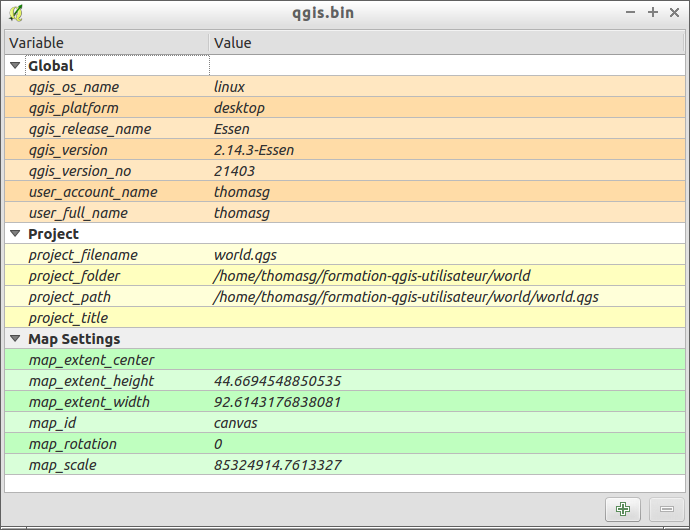 qgis.bin
Variable Value
Global
qgis_os_name linux
qgis_platform desktop
qgis_release_name Essen
qgis_version 2.14.3-Essen
qgis_version_no 21403
user_account_name thomasg
user_full_name thomasg
Project
project_filename world.qgs
project_folder /home/thomasg/formation-qgis-utilisateur/world
project_path /home/thomasg/formation-qgis-utilisateur/world/world.qgs
project_title
Map Settings
map_extent_center
map_extent_height 44.6694548850535
map_extent_width 92.6143176838081
map_id canvas
map_rotation 0
map_scale 85324914.7613327